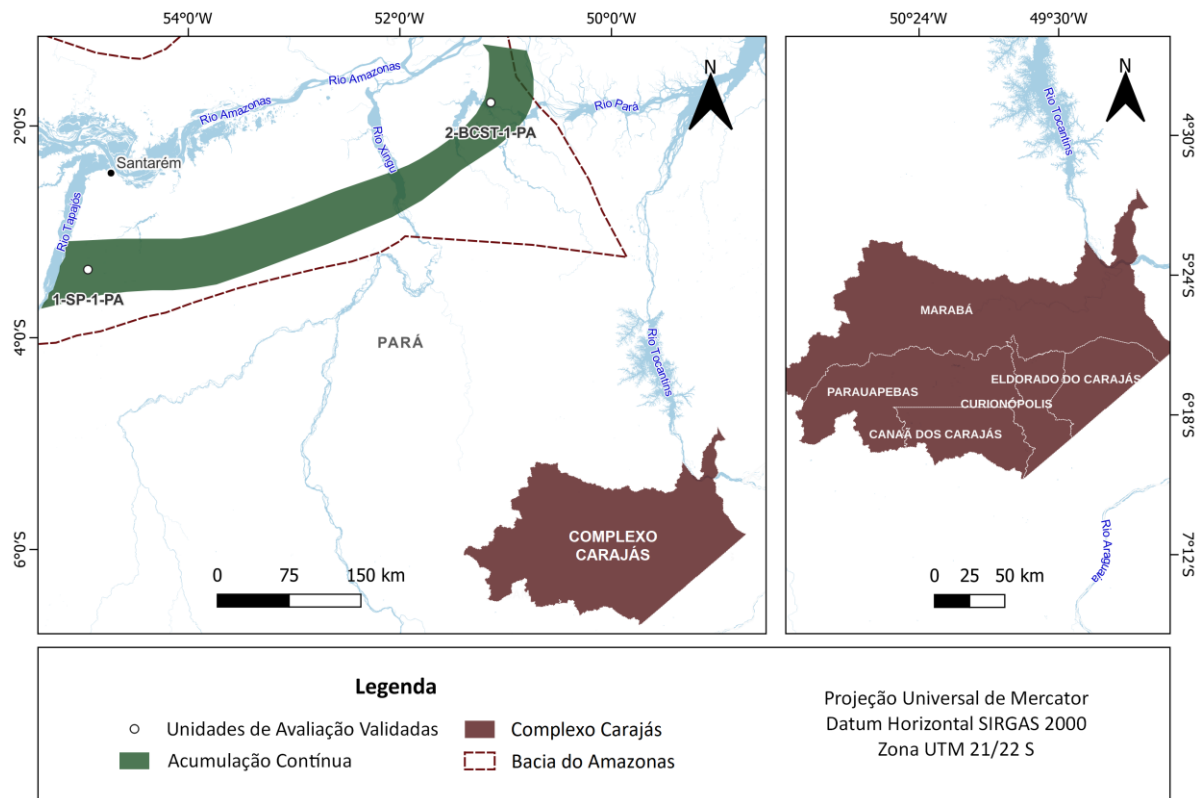 54°0'W
52°0'W
50°0'W
2°0'S
4°0'S
6°0'S
N
Rio Amazonas
Rio Amazonas
Rio Pará
2-BCST-1-PA
Rio Xingu
Santarém
Rio Tapajós
1-SP-1-PA
PARÁ
Rio Tocantins
COMPLEXO
CARAJÁS
0 75 150 km
50°24'W
49°30'W
4°30'S
5°24'S
6°18'S
7°12'S
N
Rio Tocantins
MARABÁ
ELDORADO DO CARAJÁS
PARAUAPEBAS
CURIONÓPOLIS
CANAÃ DOS CARAJÁS
Rio Araguaia
0 25 50 km
Legenda
Unidades de Avaliação Validadas
Acumulação Contínua
Complexo Carajás
Bacia do Amazonas
Projeção Universal de Mercator
Datum Horizontal SIRGAS 2000
Zona UTM 21/22 S